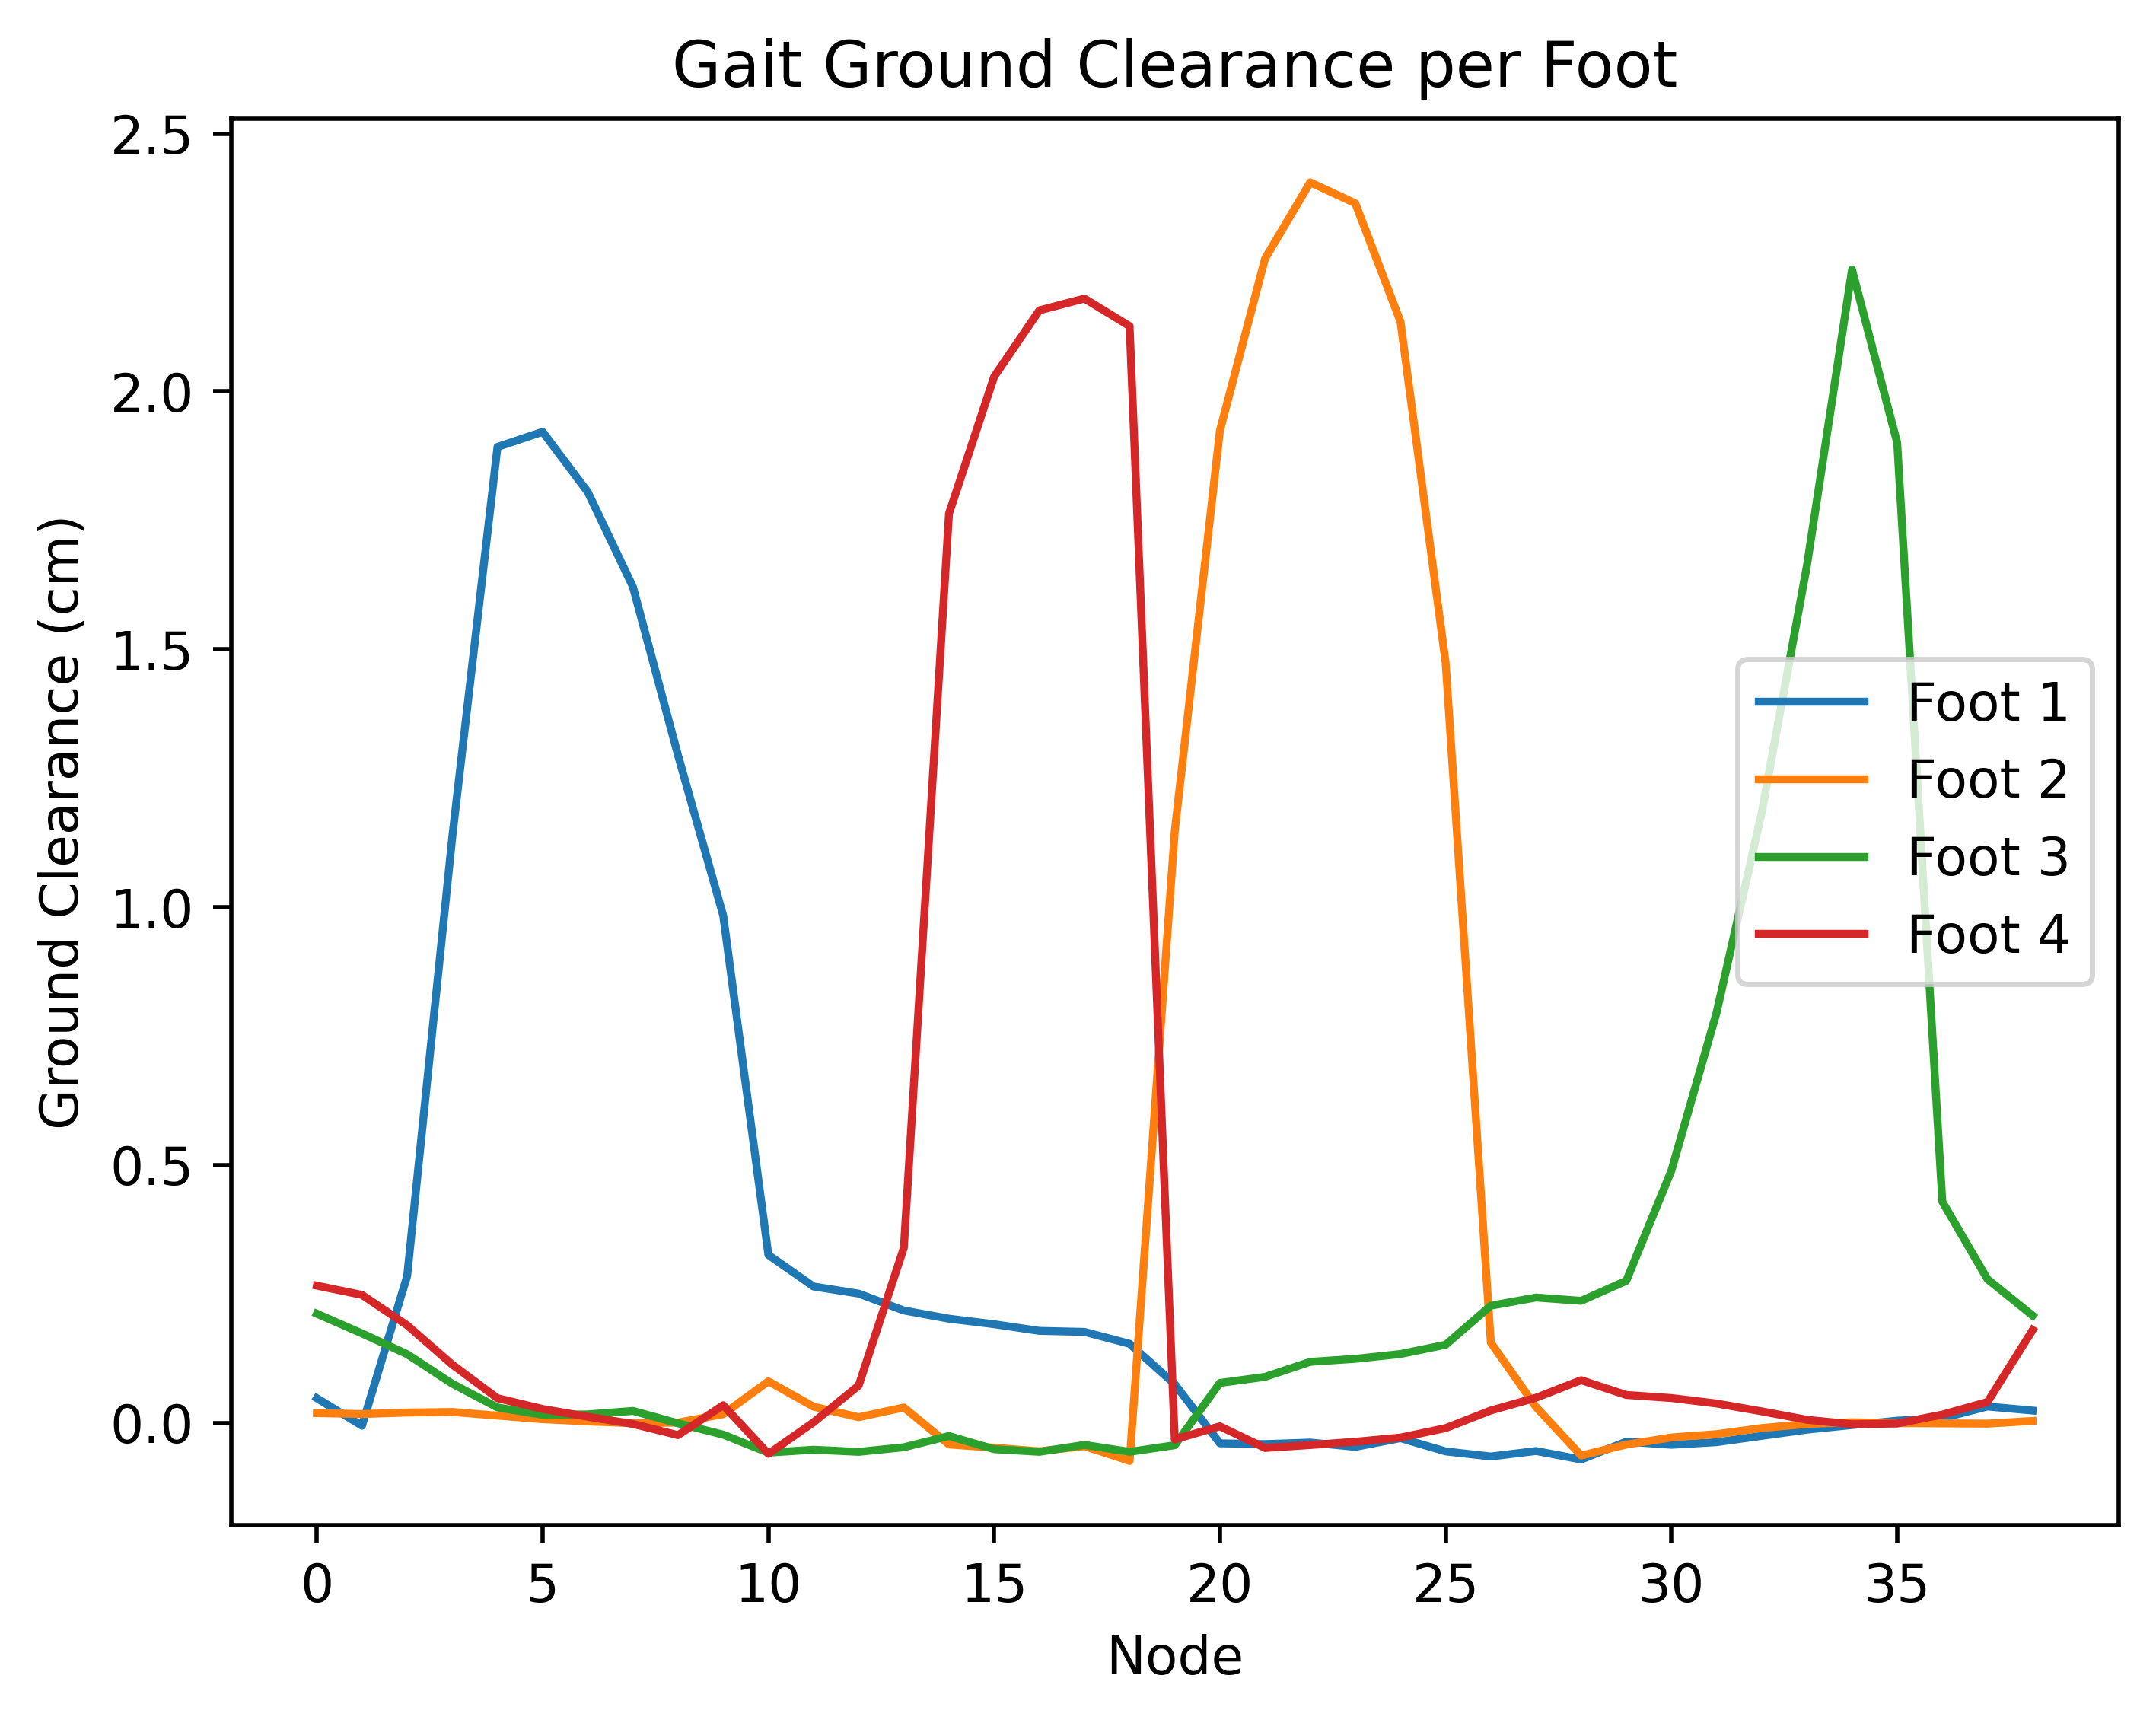 Gait Ground Clearance per Foot
2.5
2.0
1.5
1.0
0.5
0.0
Ground Clearance (cm)
Foot 1
Foot 2
Foot 3
Foot 4
0 5 10 15 20 25 30 35
Node